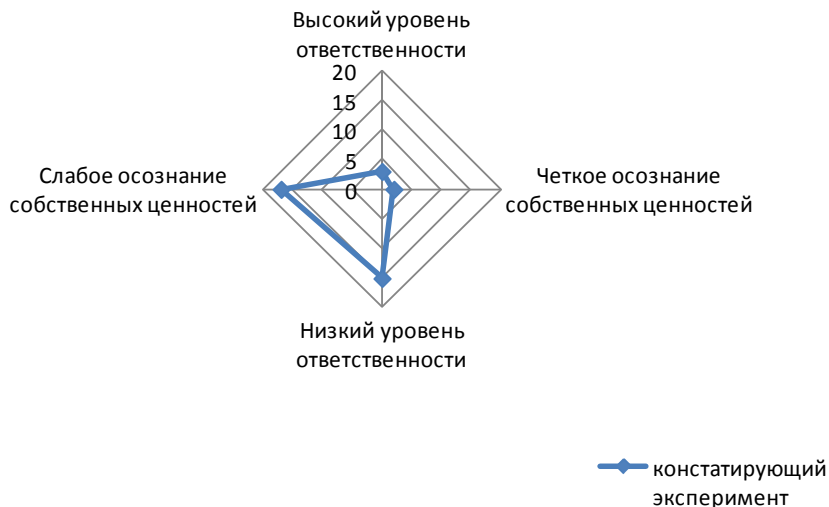 Высокий уровень
ответственности
20
15
10
5
0
Слабое осознание
собственных ценностей
Четкое осознание
собственных ценностей
Низкий уровень
ответственности
констатирующий
эксперимент